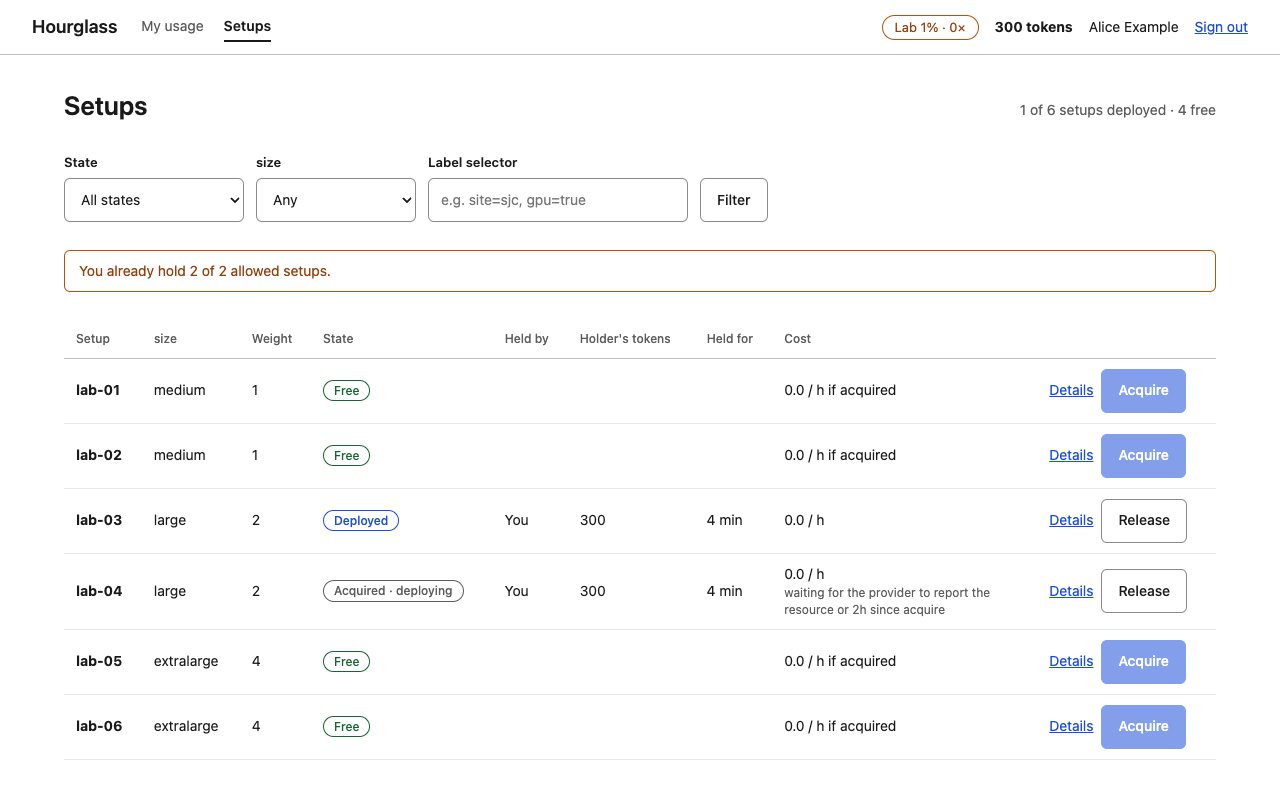 Hourglass My usage Setups Lab 1% · 0× 300 tokens Alice Example Sign out
Setups 1 of 6 setups deployed · 4 free
State size Label selector
All states Any e.g. site=sjc, gpu=true Filter
You already hold 2 of 2 allowed setups.
Setup size Weight State Held by Holder's tokens Held for Cost
lab-01 medium 1 Free 0.0 / h if acquired Details Acquire
lab-02 medium 1 Free 0.0 / h if acquired Details Acquire
lab-03 large 2 Deployed You 300 4 min 0.0 / h Details Release
lab-04 large 2 Acquired · deploying You 300 4 min 0.0 / h Details Release
waiting for the provider to report the
resource or 2h since acquire
lab-05 extralarge 4 Free 0.0 / h if acquired Details Acquire
lab-06 extralarge 4 Free 0.0 / h if acquired Details Acquire